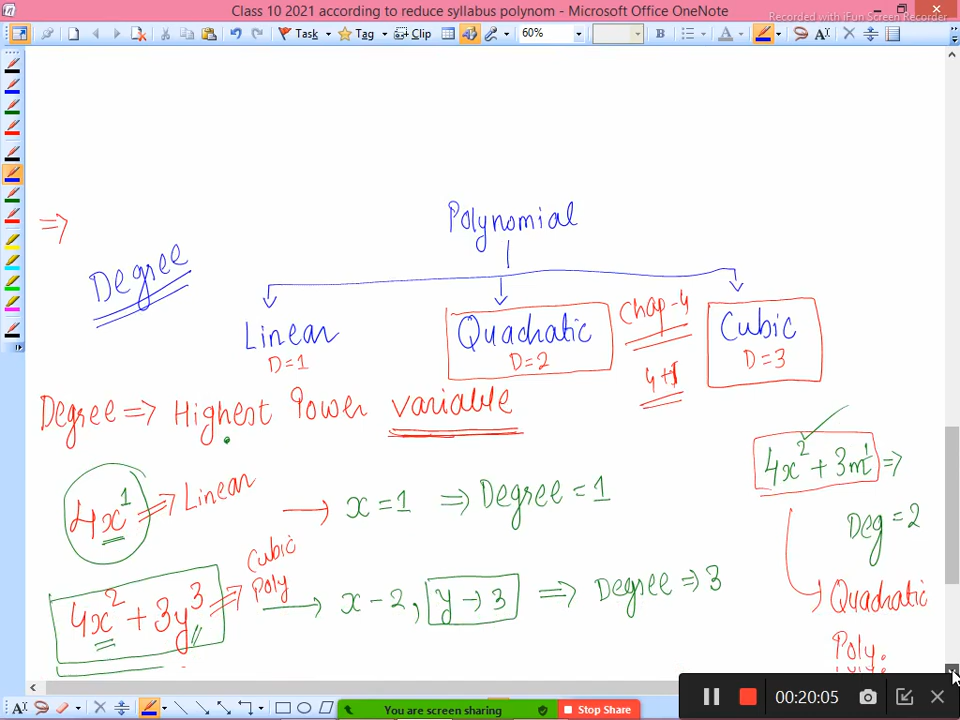 Class 10 2021 according to reduce syllabus polynom - Microsoft Office OneNote
Recorded with iFun Screen Recorder
Task Tag Clip 60% B A
⇒
Polynomial
Degree
Linear Quadratic Chap-4 Cubic
D=1 D=2 D=3
Degree ⇒ Highest Power variable
4x² + 3m¹ ⇒
4x¹ ⇒ Linear → x = 1 ⇒ Degree = 1
Deg = 2
Cubic
Poly
4x² + 3y³ ⇒ → x - 2, y → 3 ⇒ Degree ⇒ 3
Quadratic
Poly.
You are screen sharing Stop Share
00:20:05